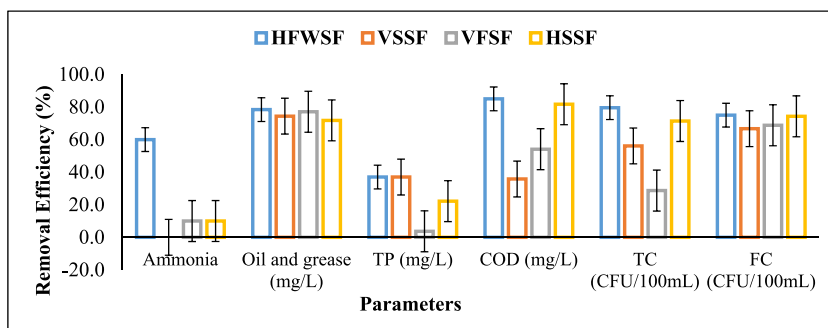 HFWSF VSSF VFSF HSSF
Removal Efficiency (%)
100.0
80.0
60.0
40.0
20.0
0.0
-20.0
Ammonia Oil and grease TP (mg/L) COD (mg/L) TC FC
(mg/L) (CFU/100mL) (CFU/100mL)
Parameters